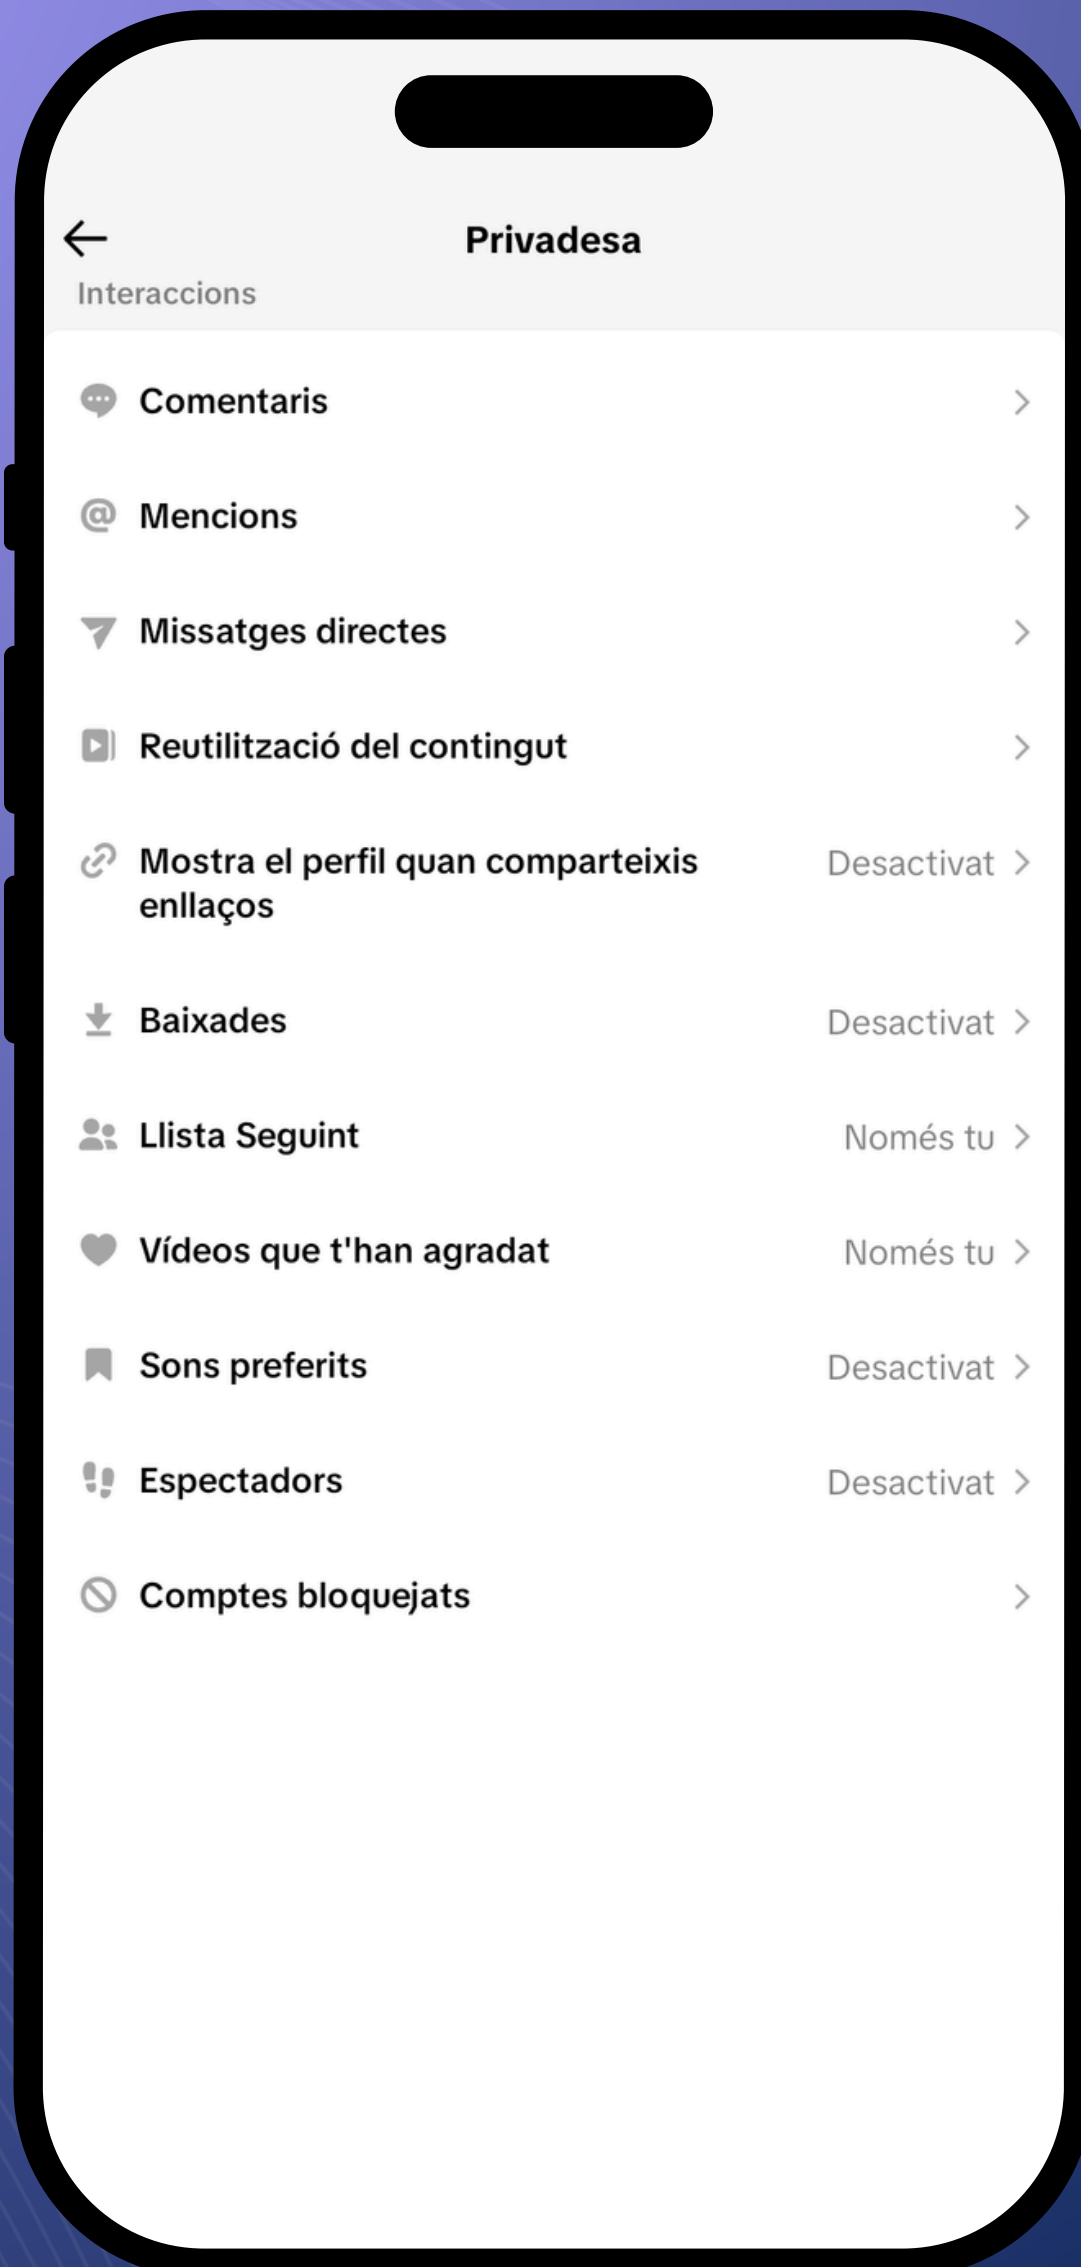 Privadesa
Interaccions
Comentaris
@ Mencions
Missatges directes
Reutilització del contingut
Mostra el perfil quan comparteixis
enllaços
Desactivat
Baixades
Desactivat
Llista Seguint
Només tu
Vídeos que t'han agradat
Només tu
Sons preferits
Desactivat
Espectadors
Desactivat
Comptes bloquejats